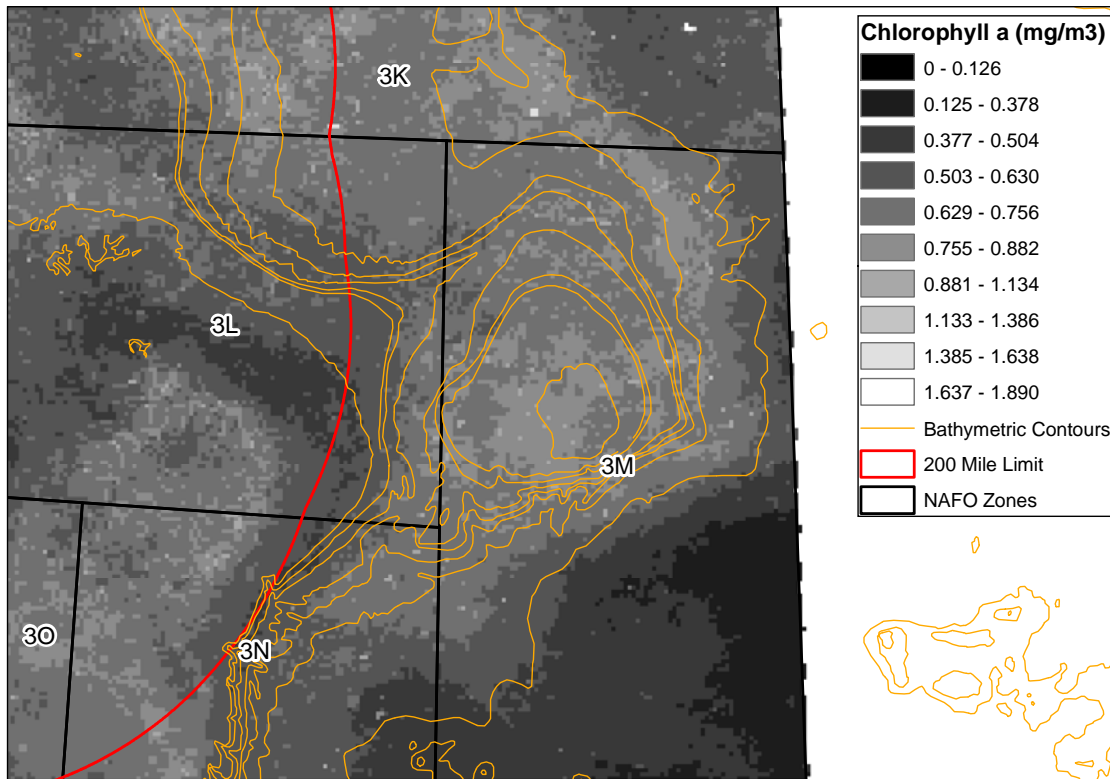 3K
3L
3M
3N
3O
Chlorophyll a (mg/m3)
0 - 0.126
0.125 - 0.378
0.377 - 0.504
0.503 - 0.630
0.629 - 0.756
0.755 - 0.882
0.881 - 1.134
1.133 - 1.386
1.385 - 1.638
1.637 - 1.890
Bathymetric Contours
200 Mile Limit
NAFO Zones